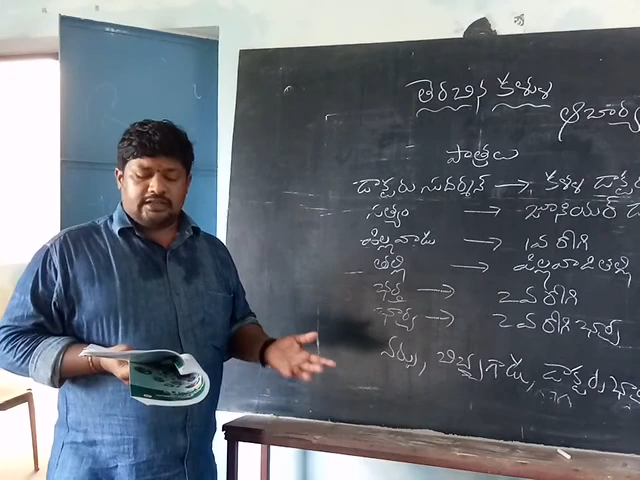 తెరచిన కళుళ
ఆచార్య
పాత్రలు
డాక్టరు సుదర్శన్ → కళుళ డాక్టర్
సత్యం → జూనియర్
పిల్లవాడు → 1వ రోగి
తల్లి → పిల్లవాడి తల్లి
భర్త → 2వ రోగి
భార్య → 2వ రోగి భార్య
నర్సు, బిచ్చగాడు, డాక్టర్